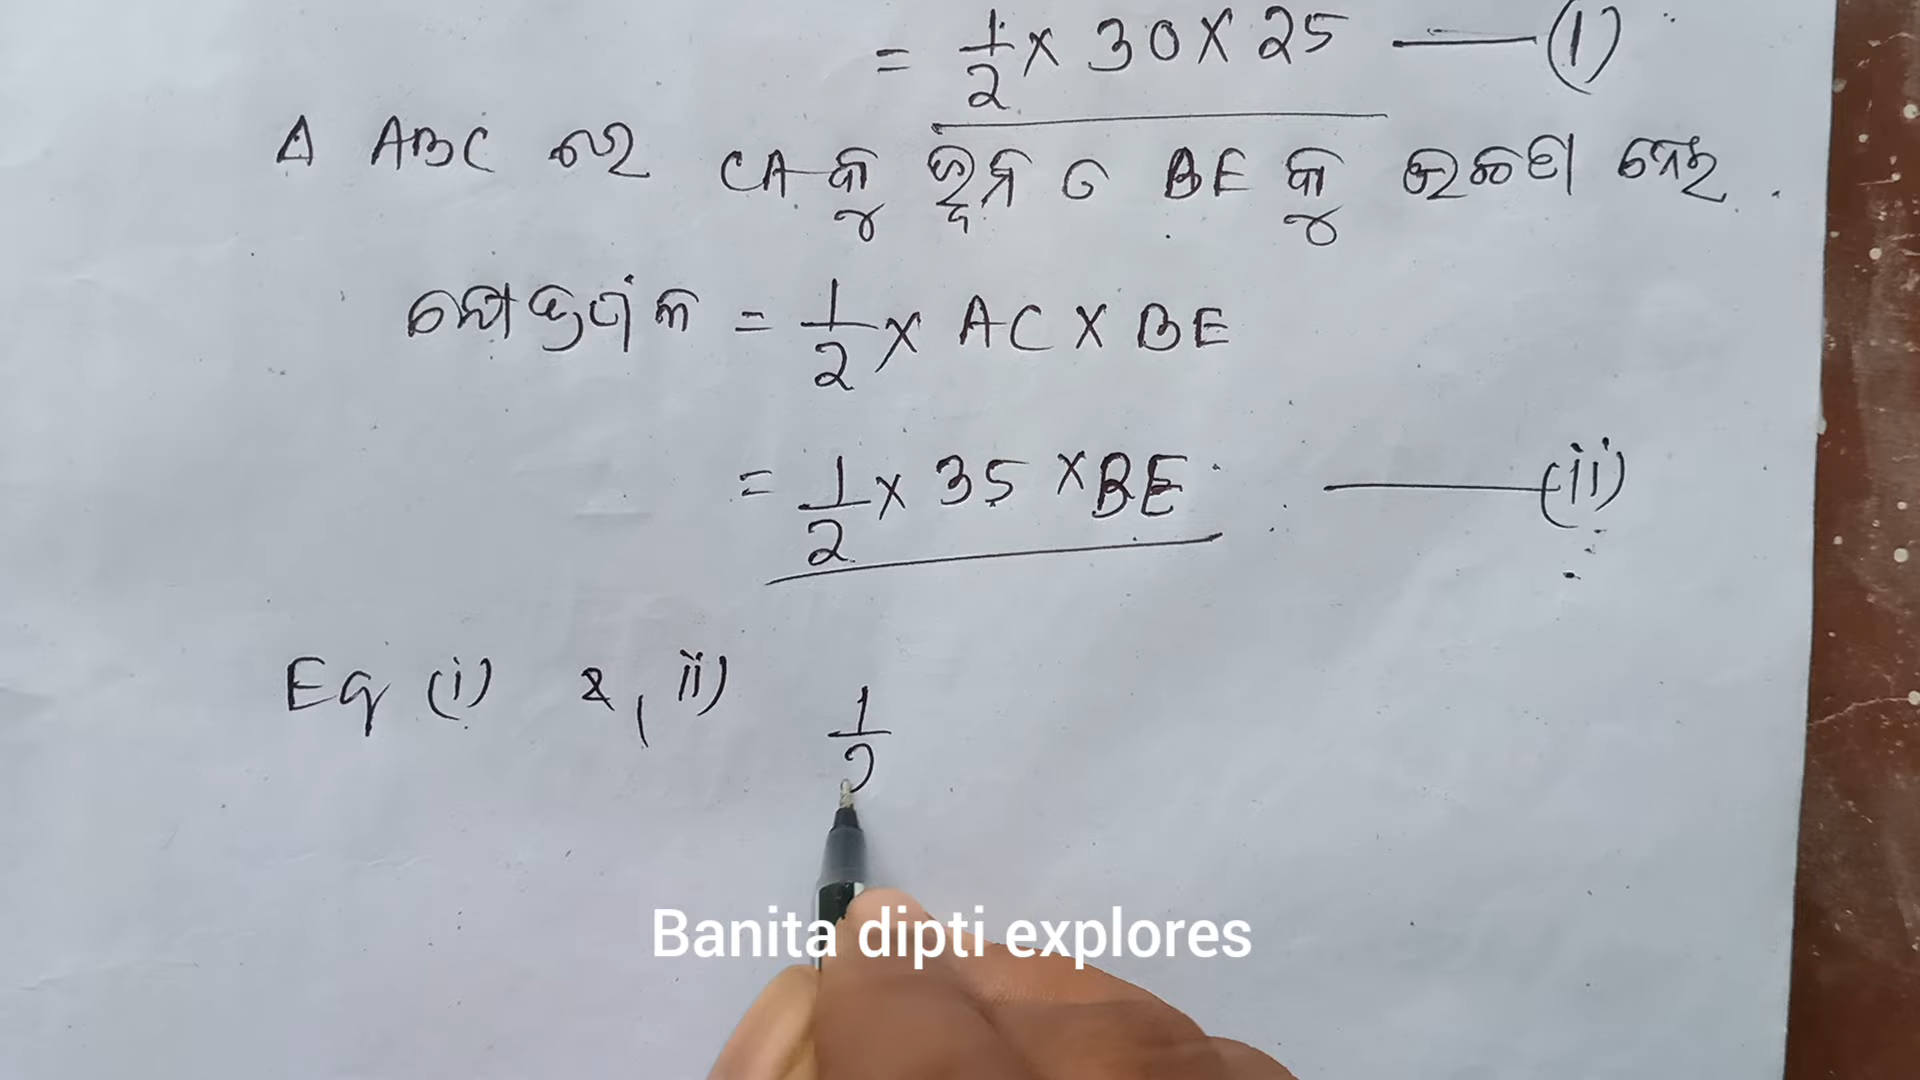 = 1/2 × 30 × 25 —— (1)
Δ ABC ରେ CA କୁ ଭୂମି ଓ BE କୁ ଉଚ୍ଚତା ନେଇ
କ୍ଷେତ୍ରଫଳ = 1/2 × AC × BE
= 1/2 × 35 × BE —— (ii)
Eq (i) & (ii) 1/2
Banita dipti explores